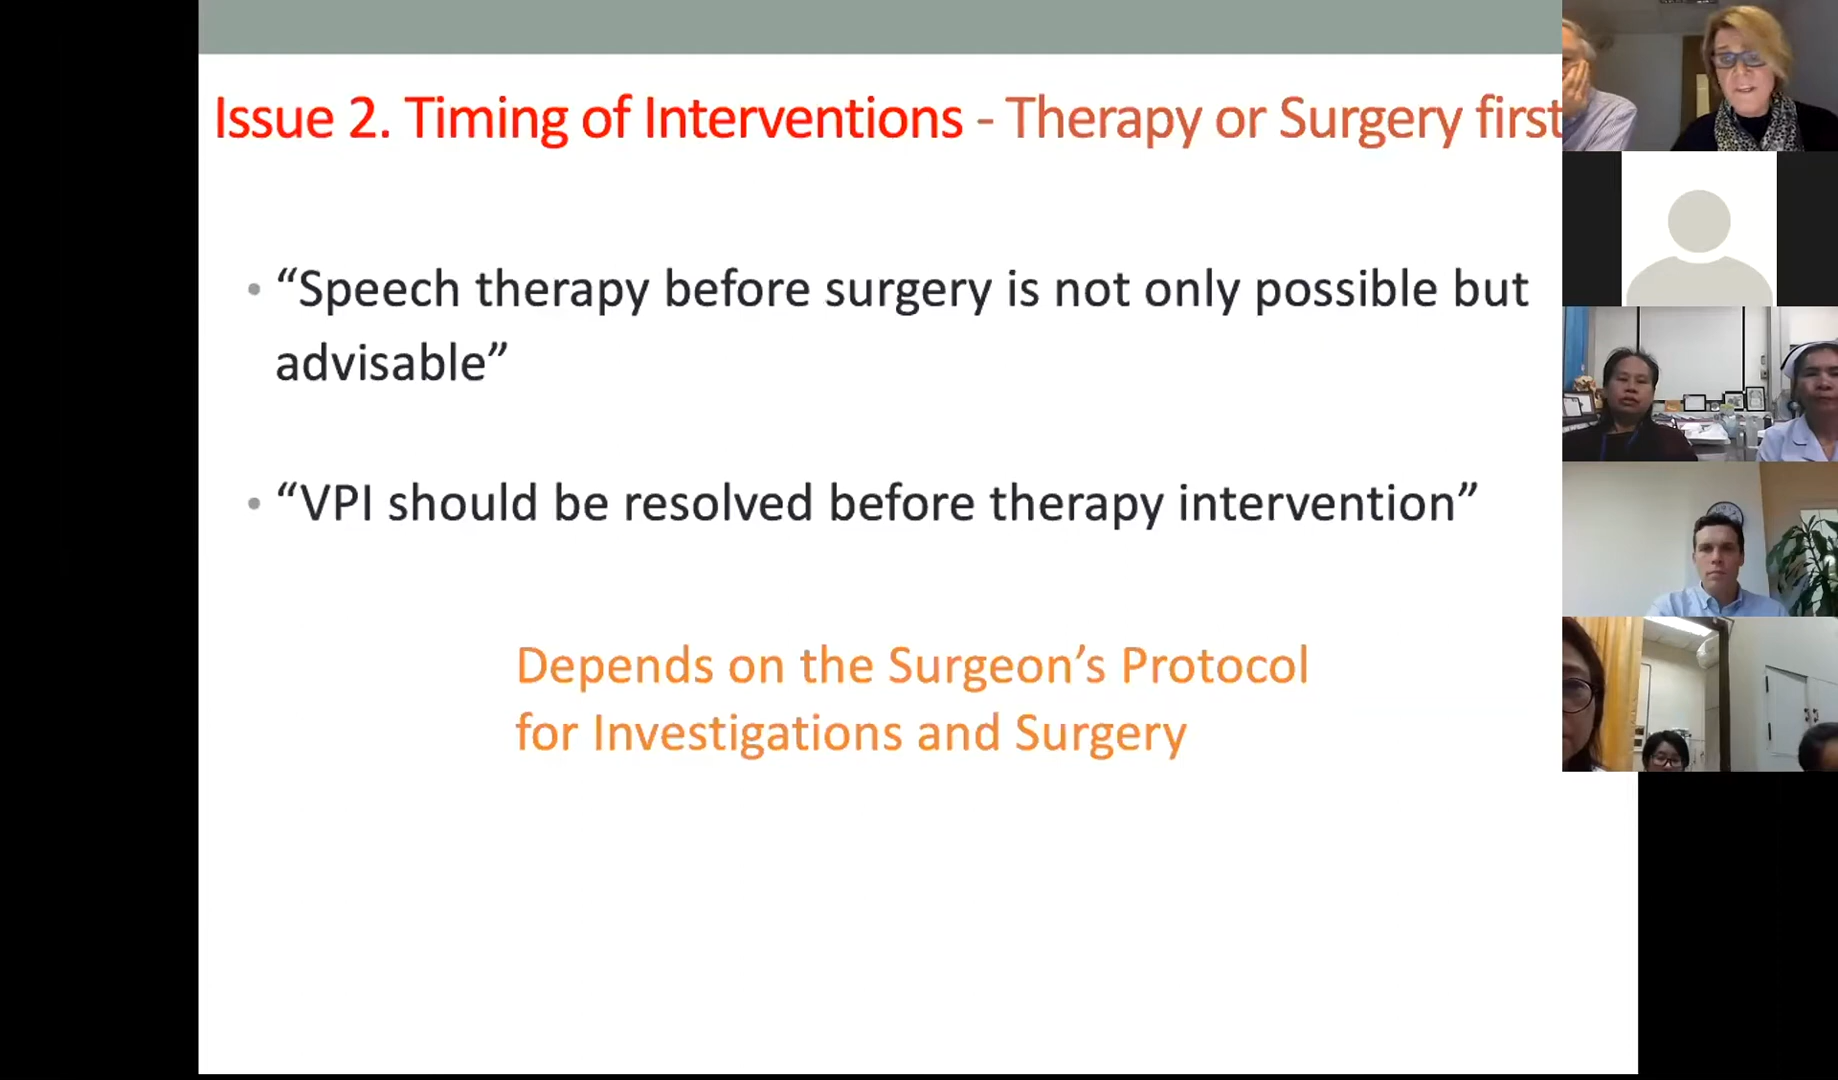 Issue 2. Timing of Interventions - Therapy or Surgery first
• “Speech therapy before surgery is not only possible but
advisable”
• “VPI should be resolved before therapy intervention”
Depends on the Surgeon’s Protocol
for Investigations and Surgery